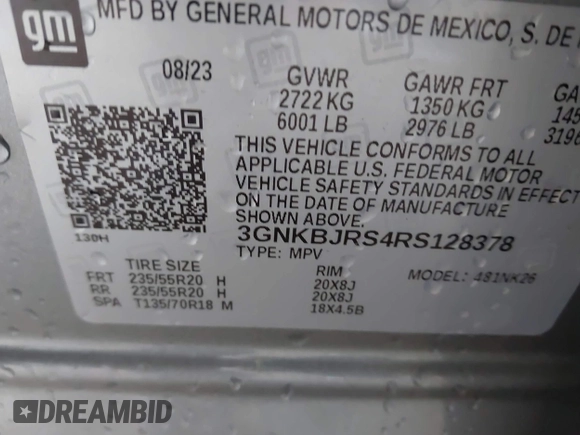 gm
MFD BY GENERAL MOTORS DE MEXICO, S. DE
08/23 GVWR GAWR FRT
2722 KG 1350 KG
6001 LB 2976 LB
THIS VEHICLE CONFORMS TO ALL
APPLICABLE U.S. FEDERAL MOTOR
VEHICLE SAFETY STANDARDS IN EFFECT
ON THE DATE OF MANUFACTURE
SHOWN ABOVE.
130H 3GNKBJRS4RS128378
TYPE: MPV MODEL: 481NK26
TIRE SIZE RIM
FRT 235/55R20 H 20X8J
RR 235/55R20 H 20X8J
SPA T135/70R18 M 18X4.5B
DREAMBID